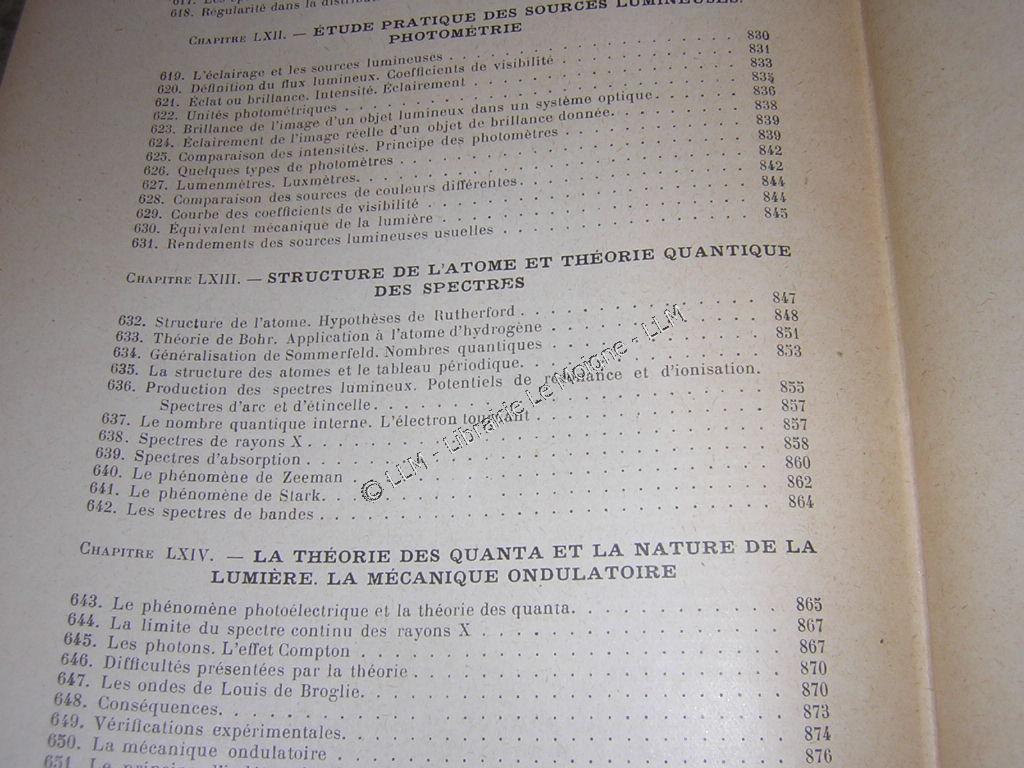 618. Régularité dans la
CHAPITRE LXII. — ÉTUDE PRATIQUE DES SOURCES LUMINEUSES.
PHOTOMÉTRIE
619. L'éclairage et les sources lumineuses . . . 830
620. Définition du flux lumineux. Coefficients de visibilité . . . 831
621. Éclat ou brillance. Intensité. Éclairement . . . 833
622. Unités photométriques . . . 835
623. Brillance de l'image d'un objet lumineux dans un système optique . . . 836
624. Éclairement de l'image réelle d'un objet de brillance donnée . . . 838
625. Comparaison des intensités. Principe des photomètres . . . 839
626. Quelques types de photomètres . . . 839
627. Lumenmètres. Luxmètres . . . 842
628. Comparaison des sources de couleurs différentes . . . 842
629. Courbe des coefficients de visibilité . . . 844
630. Équivalent mécanique de la lumière . . . 844
631. Rendements des sources lumineuses usuelles . . . 845
CHAPITRE LXIII. — STRUCTURE DE L'ATOME ET THÉORIE QUANTIQUE
DES SPECTRES
632. Structure de l'atome. Hypothèses de Rutherford . . . 847
633. Théorie de Bohr. Application à l'atome d'hydrogène . . . 848
634. Généralisation de Sommerfeld. Nombres quantiques . . . 851
635. La structure des atomes et le tableau périodique . . . 853
636. Production des spectres lumineux. Potentiels de résonance et d'ionisation.
Spectres d'arc et d'étincelle . . . 855
637. Le nombre quantique interne. L'électron tournant . . . 857
638. Spectres de rayons X . . . 857
639. Spectres d'absorption . . . 858
640. Le phénomène de Zeeman . . . 860
641. Le phénomène de Stark . . . 862
642. Les spectres de bandes . . . 864
© LLM - Librairie Le Moigne - LLM
CHAPITRE LXIV. — LA THÉORIE DES QUANTA ET LA NATURE DE LA
LUMIÈRE. LA MÉCANIQUE ONDULATOIRE
643. Le phénomène photoélectrique et la théorie des quanta . . . 865
644. La limite du spectre continu des rayons X . . . 867
645. Les photons. L'effet Compton . . . 867
646. Difficultés présentées par la théorie . . . 870
647. Les ondes de Louis de Broglie . . . 870
648. Conséquences . . . 873
649. Vérifications expérimentales . . . 874
650. La mécanique ondulatoire . . . 876
651. Le principe